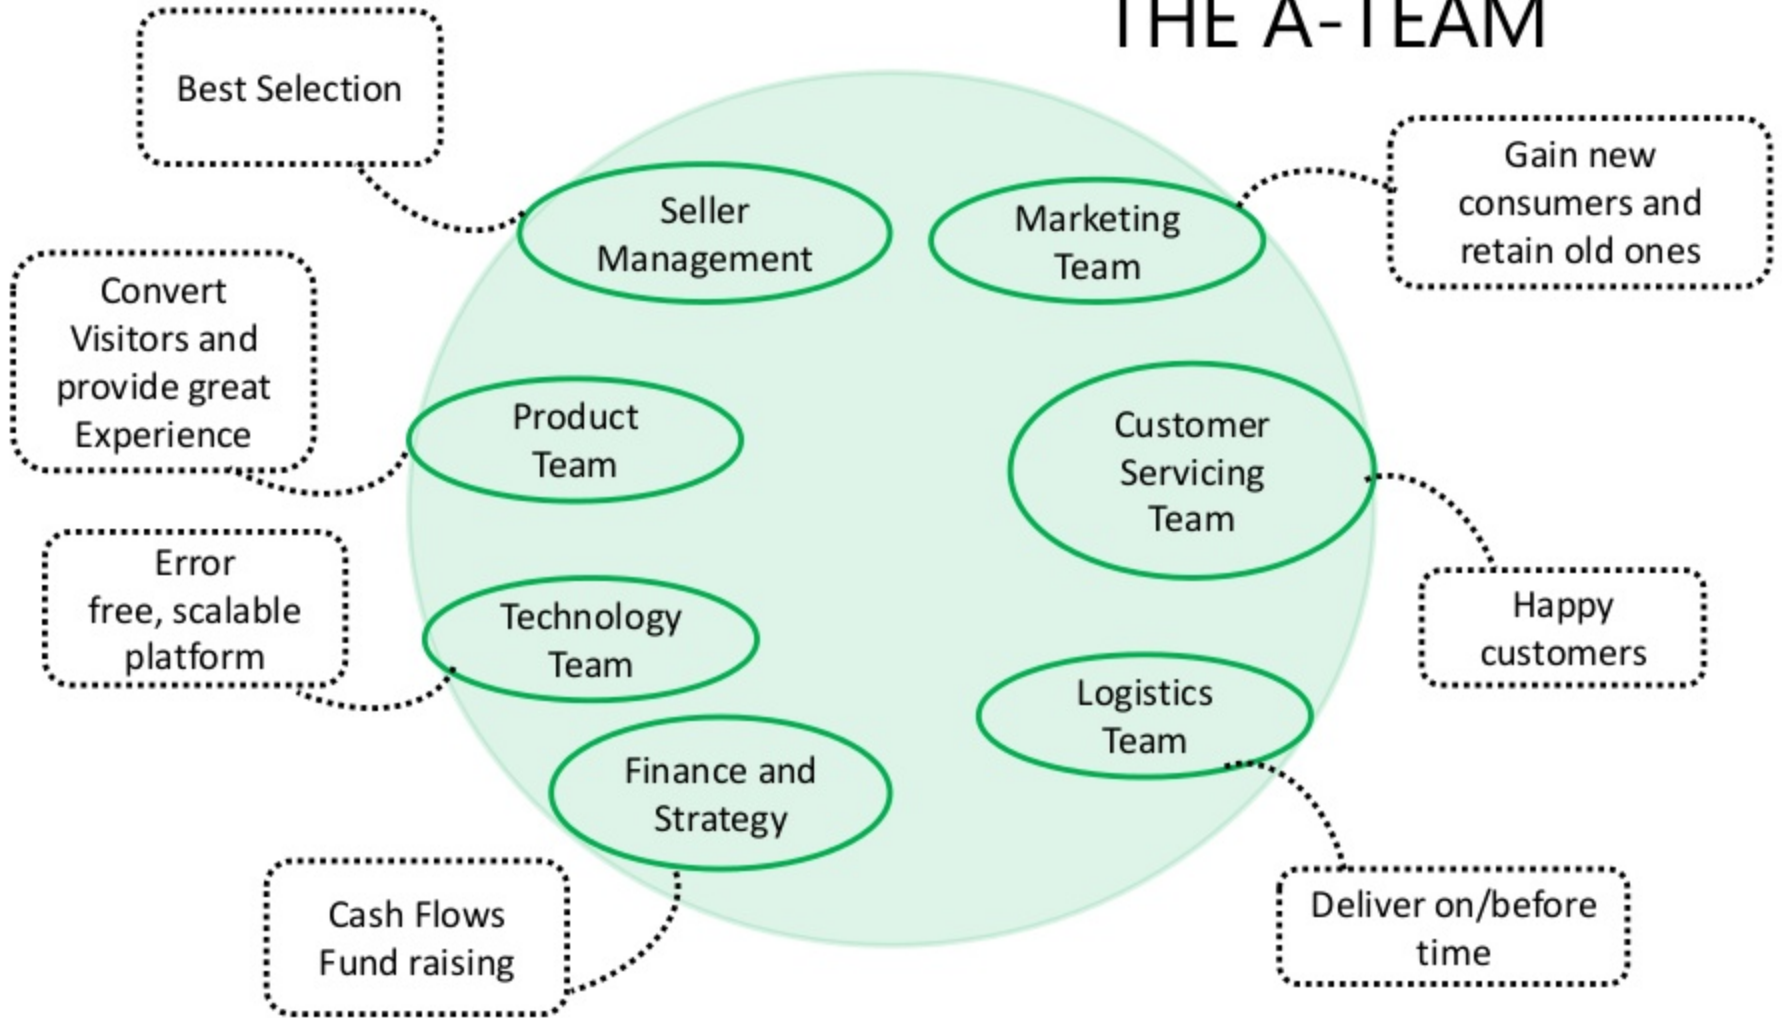 THE A-TEAM
Best Selection
Seller
Management
Marketing
Team
Gain new
consumers and
retain old ones
Convert
Visitors and
provide great
Experience
Product
Team
Customer
Servicing
Team
Error
free, scalable
platform
Technology
Team
Happy
customers
Logistics
Team
Finance and
Strategy
Cash Flows
Fund raising
Deliver on/before
time